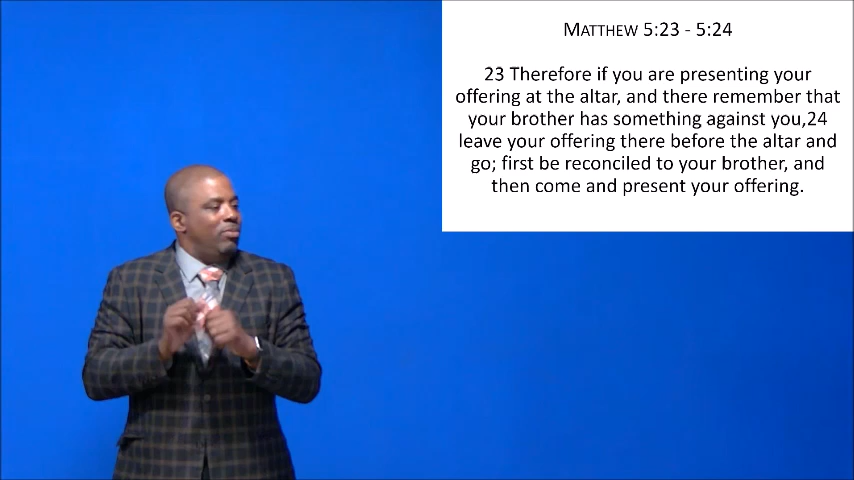 MATTHEW 5:23 - 5:24
23 Therefore if you are presenting your
offering at the altar, and there remember that
your brother has something against you,24
leave your offering there before the altar and
go; first be reconciled to your brother, and
then come and present your offering.